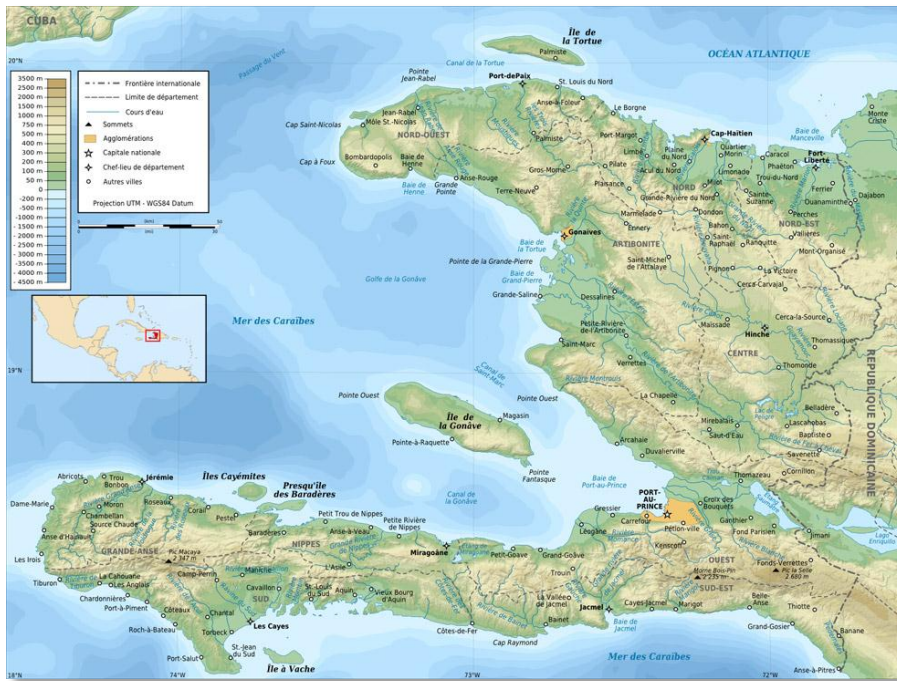 CUBA
Passage du Vent
20°N
Île de
la Tortue
Palmiste
Canal de la Tortue
OCÉAN ATLANTIQUE
3500 m
2500 m
1500 m
1000 m
750 m
500 m
300 m
200 m
100 m
50 m
0
- 50 m
- 100 m
- 200 m
- 500 m
- 1000 m
- 2000 m
- 2500 m
- 3500 m
- 4500 m
Frontière internationale
Limite de département
Cours d'eau
Sommets
Agglomérations
Capitale nationale
Chef-lieu de département
Autres villes
Projection UTM - WGS84 Datum
Pointe
Jean-Rabel
Port-dePaix
St. Louis du Nord
Anse-à-Foleur
Le Borgne
Jean-Rabel
Môle St.-Nicolas
Cap Saint-Nicolas
NORD-OUEST
Palmiste
Port-Margot
Limbé
Plaine
du Nord
Acul du Nord
Cap-Haïtien
Quartier
Morin
Limonade
Caracol
Phaéton
Trou-du-Nord
Baie de
Manceville
Fort-
Liberté
Monte
Cristi
Cap à Foux
Bombardopolis
Baie de
Henne
Baie de
Henne
Grande
Pointe
Anse-Rouge
Gros-Morne
Terre-Neuve
Pilate
Plaisance
NORD
Milot
Grande-Rivière du Nord
Sainte-
Suzanne
Ferrier
Ouanaminthe
Dajabon
Perches
NORD-EST
Vallières
Mont-Organisé
Marmelade
Dondon
Bahon
Ennery
Saint-
Raphaël
Ranquitte
Gonaïves
Baie de
la Tortue
ARTIBONITE
Pointe de la Grande-Pierre
Baie de
Grand-Pierre
Grande-Saline
Saint-Michel
de l'Attalaye
Pignon
La Victoire
Cerca-Carvajal
Golfe de la Gonâve
Dessalines
Mer des Caraïbes
Petite-Rivière-
de-l'Artibonite
Maissade
Cerca-la-Source
Hinche
Thomassique
Saint-Marc
Verrettes
CENTRE
Thomonde
19°N
Canal de
Saint-Marc
Rivière Montrouis
Pointe Ouest
Pointe Ouest
La Chapelle
Lac de
Peligre
Belladère
Île de
la Gonâve
Magasin
Pointe-à-Raquette
Mirebalais
Saut-d'Eau
Lascahobas
Baptiste
Savenette
REPUBLIQUE DOMINICAINE
Arcahaie
Duvalierville
Pointe
Fantasque
Cornillon
Thomazeau
Abricots
Trou
Bonbon
Jérémie
Îles Cayémites
Presqu'île
des Baradères
Canal de
la Gonâve
Baie de
Port-au-Prince
PORT-
AU-
PRINCE
Croix des
Bouquets
Dame-Marie
Moron
Roseaux
Corail
Pestel
Petit Trou de Nippes
Petite Rivière
de Nippes
Gressier
Carrefour
Pétion-ville
Ganthier
Fond Parisien
Jimani
Lago
Enriquillo
Chambellan
Source Chaude
Anse d'Hainault
Baradères
Anse-à-Veau
Léogâne
Kenscoff
GRANDE-ANSE
Pic Macaya
2 347 m
NIPPES
Miragoâne
Étang de
Miragoâne
Petit-Goâve
Grand-Goâve
OUEST
Fonds-Verrettes
Les Irois
L'Asile
Trouin
Morne Bois-Pin
2 235 m
Pic la Selle
2.680 m
Tiburon
La Cahouane
Les Anglais
Camp-Perrin
Maniche
Cavaillon
SUD
St.-Louis
du Sud
Aquin
Vieux Bourg
d'Aquin
La Vallée
de Jacmel
SUD-EST
Chardonnières
Port-à-Piment
Côteaux
Chantal
Jacmel
Cayes-Jacmel
Marigot
Belle-
Anse
Thiotte
Roch-à-Bateau
Torbeck
Les Cayes
Côtes-de-Fer
Bainet
Baie de
Jacmel
Grand-Gosier
Banane
Cap Raymond
Port-Salut
St.-Jean
du Sud
Île à Vache
Mer des Caraïbes
Anse-à-Pitres
18°N
74°W
73°W
72°W